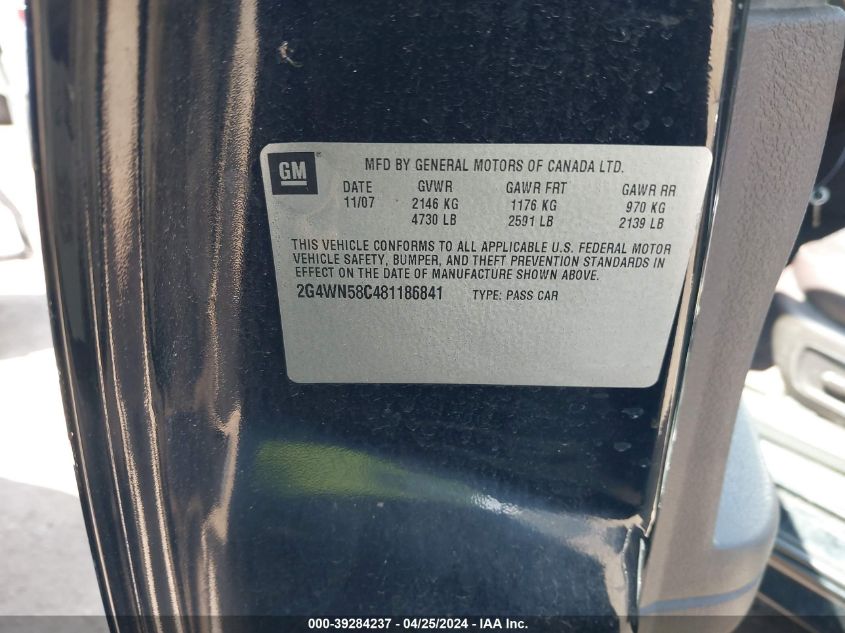 GM
MFD BY GENERAL MOTORS OF CANADA LTD.
DATE GVWR GAWR FRT GAWR RR
11/07 2146 KG 1176 KG 970 KG
4730 LB 2591 LB 2139 LB
THIS VEHICLE CONFORMS TO ALL APPLICABLE U.S. FEDERAL MOTOR
VEHICLE SAFETY, BUMPER, AND THEFT PREVENTION STANDARDS IN
EFFECT ON THE DATE OF MANUFACTURE SHOWN ABOVE.
2G4WN58C481186841 TYPE: PASS CAR
000-39284237 - 04/25/2024 - IAA Inc.